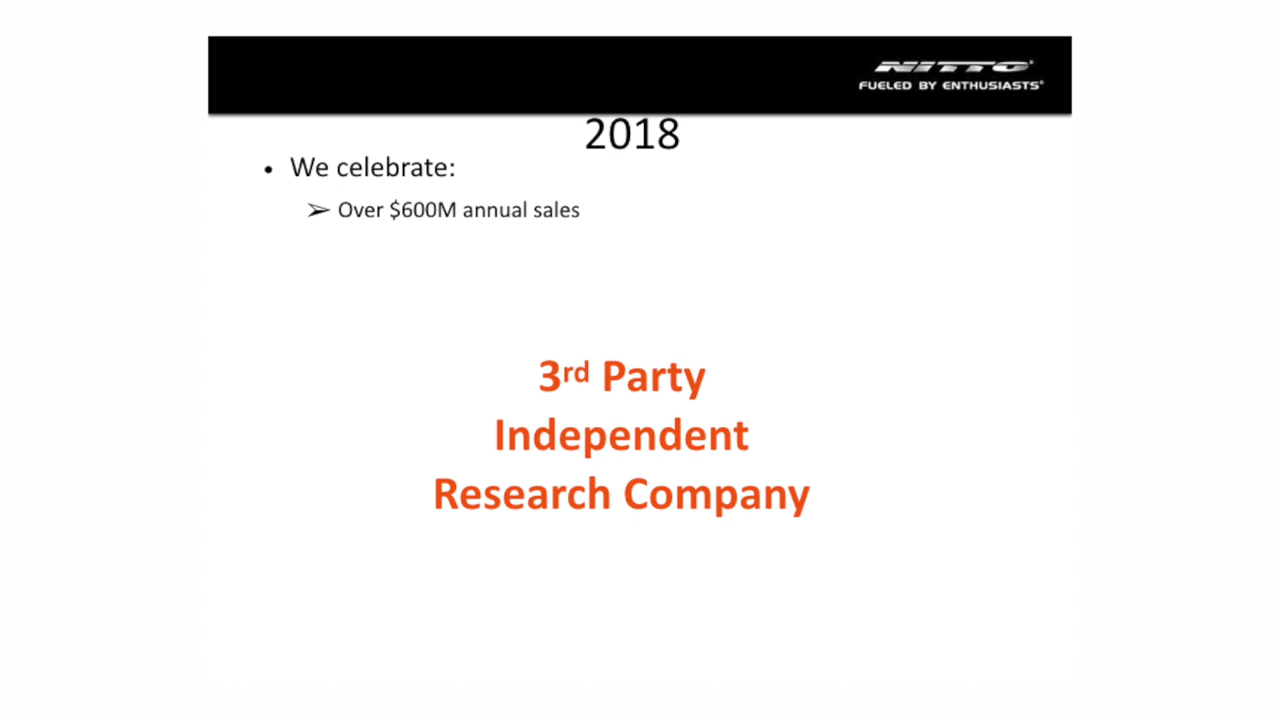 NITTO®
FUELED BY ENTHUSIASTS®
2018
• We celebrate:
➢ Over $600M annual sales
3rd Party
Independent
Research Company